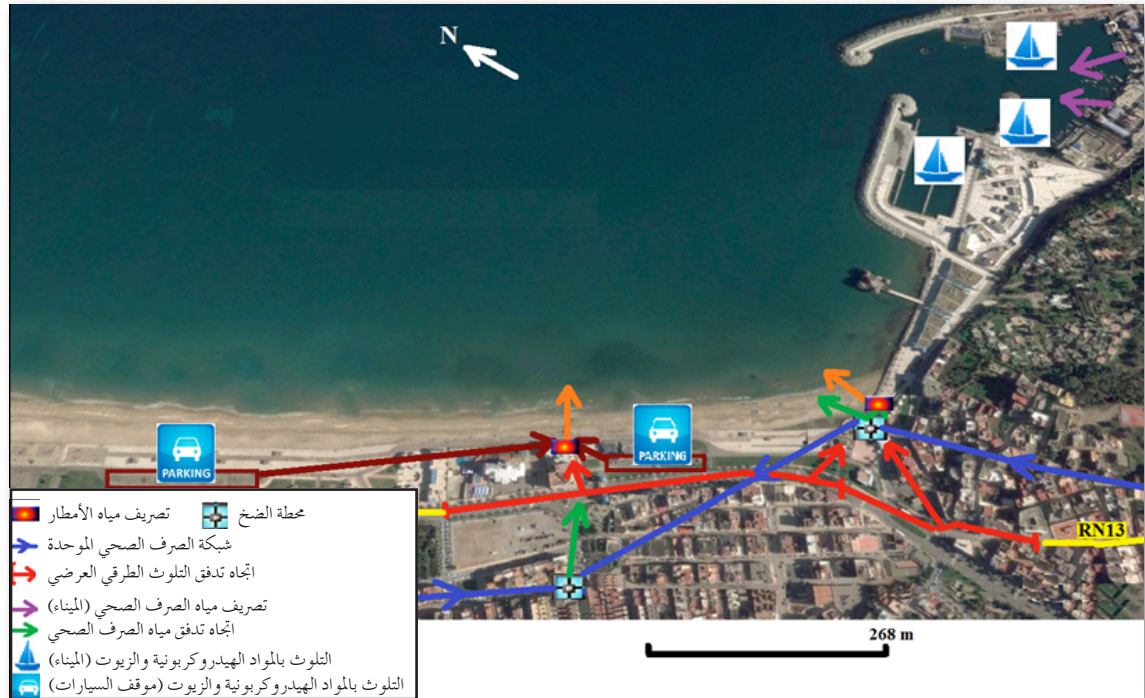 N
PARKING
PARKING
RN13
268 m
تصريف مياه الأمطار
محطة الضخ
شبكة الصرف الصحي الموحدة
اتجاه تدفق التلوث الطرقي العرضي
تصريف مياه الصرف الصحي (الميناء)
اتجاه تدفق مياه الصرف الصحي
التلوث بالمواد الهيدروكربونية والزيوت (الميناء)
التلوث بالمواد الهيدروكربونية والزيوت (موقف السيارات)